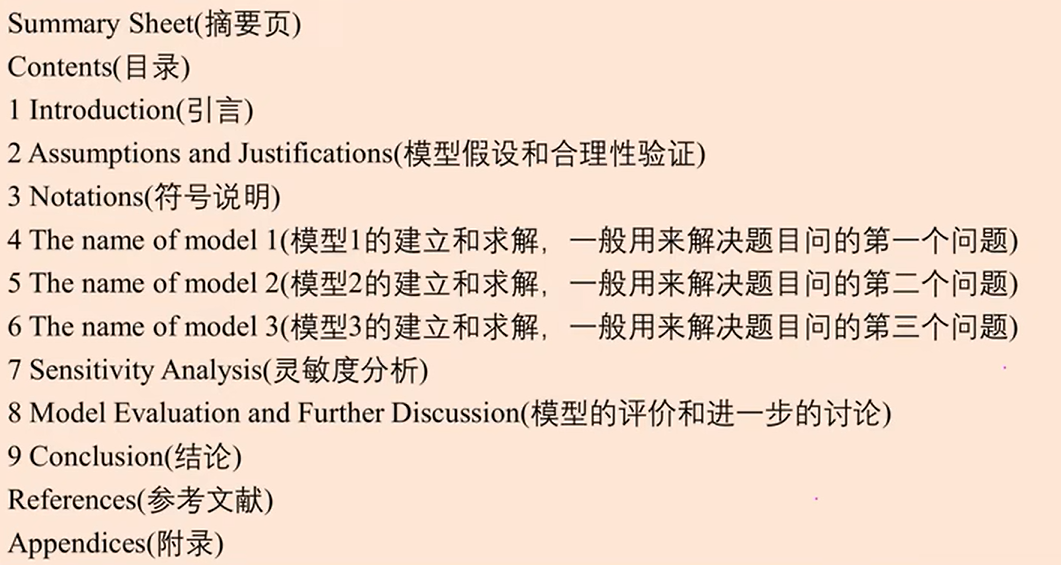 Summary Sheet(摘要页)
Contents(目录)
1 Introduction(引言)
2 Assumptions and Justifications(模型假设和合理性验证)
3 Notations(符号说明)
4 The name of model 1(模型1的建立和求解，一般用来解决题目问的第一个问题)
5 The name of model 2(模型2的建立和求解，一般用来解决题目问的第二个问题)
6 The name of model 3(模型3的建立和求解，一般用来解决题目问的第三个问题)
7 Sensitivity Analysis(灵敏度分析)
8 Model Evaluation and Further Discussion(模型的评价和进一步的讨论)
9 Conclusion(结论)
References(参考文献)
Appendices(附录)